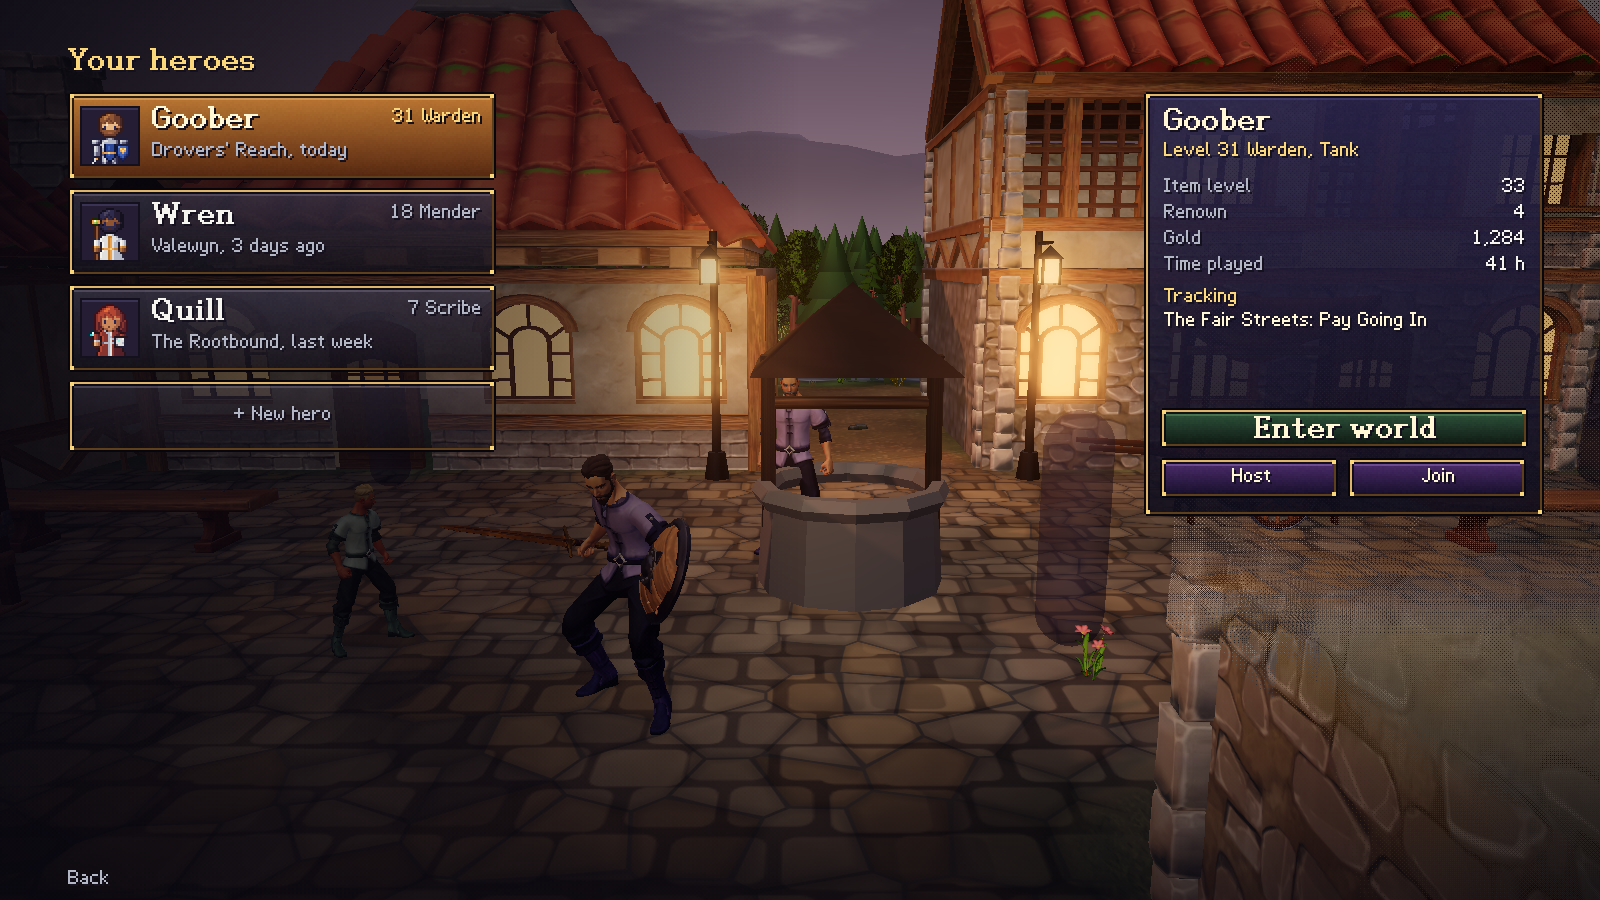 Your heroes
Goober
31 Warden
Drovers' Reach, today
Wren
18 Mender
Valewyn, 3 days ago
Quill
7 Scribe
The Rootbound, last week
+ New hero
Back
Goober
Level 31 Warden, Tank
Item level 33
Renown 4
Gold 1,284
Time played 41 h
Tracking
The Fair Streets: Pay Going In
Enter world
Host
Join